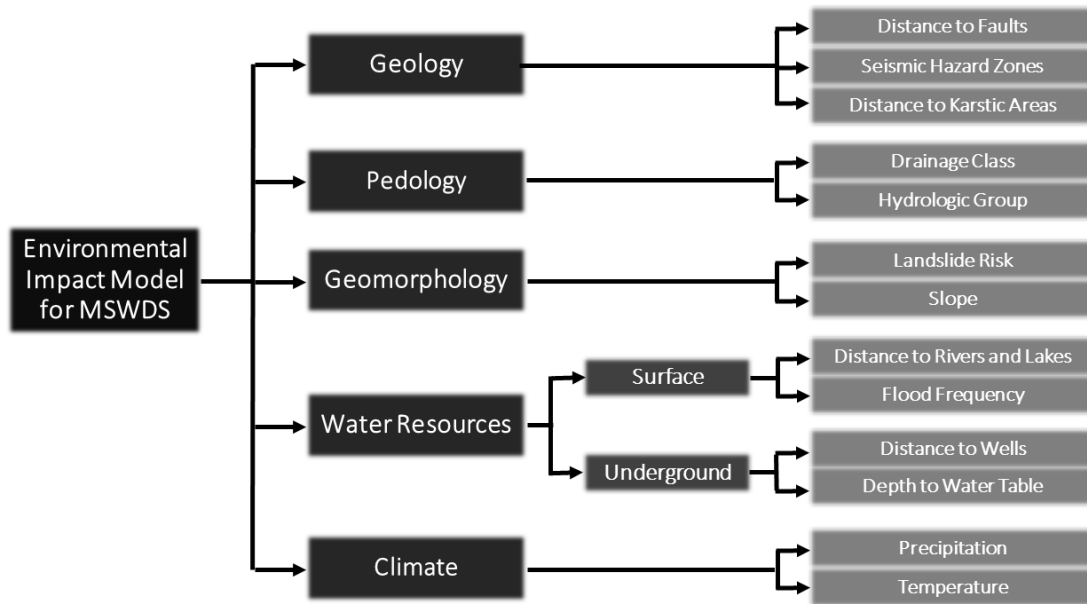 Environmental
Impact Model
for MSWDS
Geology
Distance to Faults
Seismic Hazard Zones
Distance to Karstic Areas
Pedology
Drainage Class
Hydrologic Group
Geomorphology
Landslide Risk
Slope
Water Resources
Surface
Distance to Rivers and Lakes
Flood Frequency
Underground
Distance to Wells
Depth to Water Table
Climate
Precipitation
Temperature